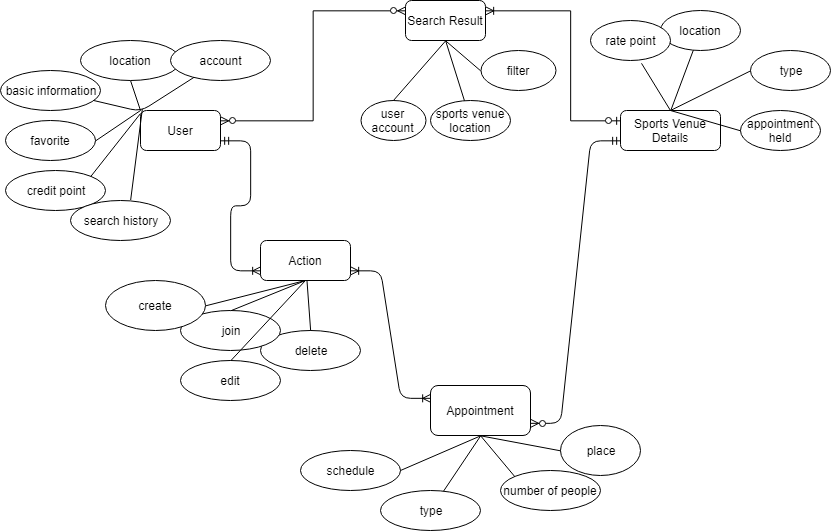 Search Result
location
rate point
location
account
filter
type
basic information
user
account
sports venue
location
User
Sports Venue
Details
appointment
held
favorite
credit point
search history
Action
create
join
delete
edit
Appointment
place
schedule
number of people
type